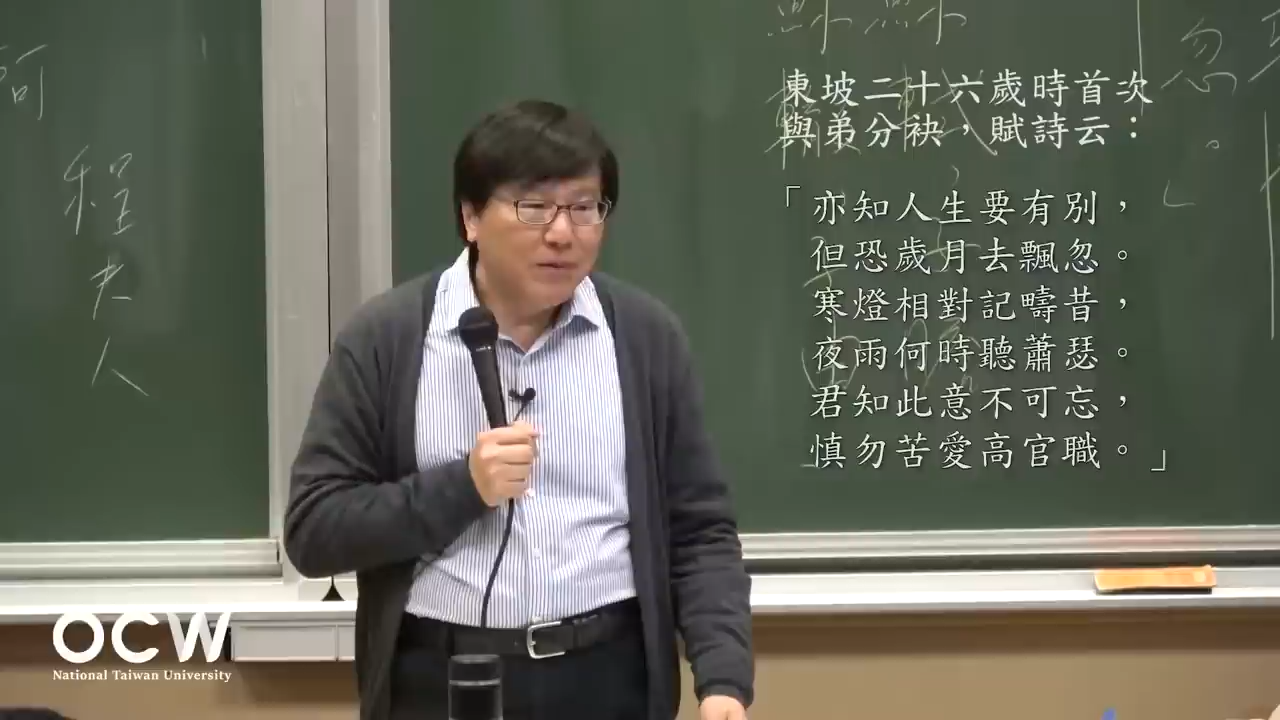 東坡二十六歲時首次
與弟分袂，賦詩云：
「亦知人生要有別，
但恐歲月去飄忽。
寒燈相對記疇昔，
夜雨何時聽蕭瑟。
君知此意不可忘，
慎勿苦愛高官職。」
程夫人
忽。」
OCW
National Taiwan University